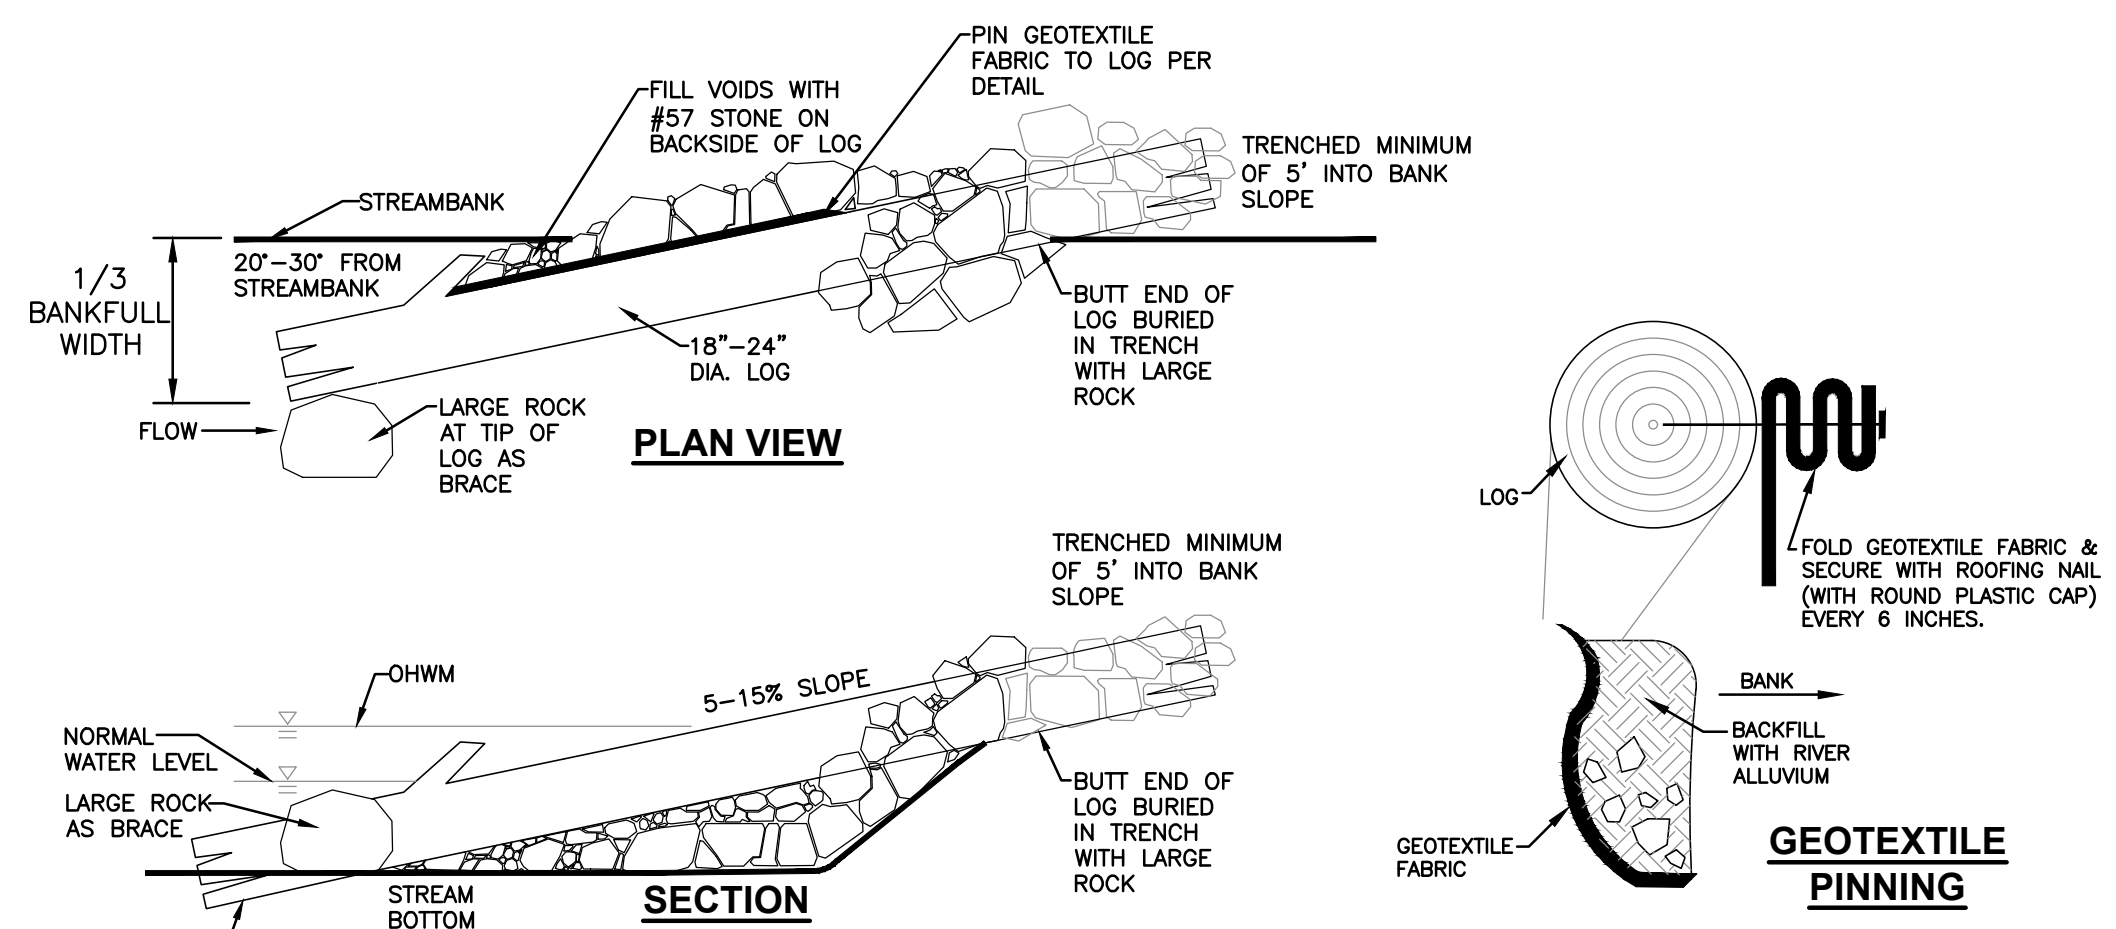 PIN GEOTEXTILE
FABRIC TO LOG PER
DETAIL
FILL VOIDS WITH
#57 STONE ON
BACKSIDE OF LOG
TRENCHED MINIMUM
OF 5' INTO BANK
SLOPE
STREAMBANK
20°-30° FROM
STREAMBANK
1/3
BANKFULL
WIDTH
BUTT END OF
LOG BURIED
IN TRENCH
WITH LARGE
ROCK
18"-24"
DIA. LOG
FLOW
LARGE ROCK
AT TIP OF
LOG AS
BRACE
PLAN VIEW
LOG
FOLD GEOTEXTILE FABRIC &
SECURE WITH ROOFING NAIL
(WITH ROUND PLASTIC CAP)
EVERY 6 INCHES.
TRENCHED MINIMUM
OF 5' INTO BANK
SLOPE
OHWM
5-15% SLOPE
NORMAL
WATER LEVEL
LARGE ROCK
AS BRACE
BUTT END OF
LOG BURIED
IN TRENCH
WITH LARGE
ROCK
STREAM
BOTTOM
SECTION
BANK
BACKFILL
WITH RIVER
ALLUVIUM
GEOTEXTILE
FABRIC
GEOTEXTILE
PINNING